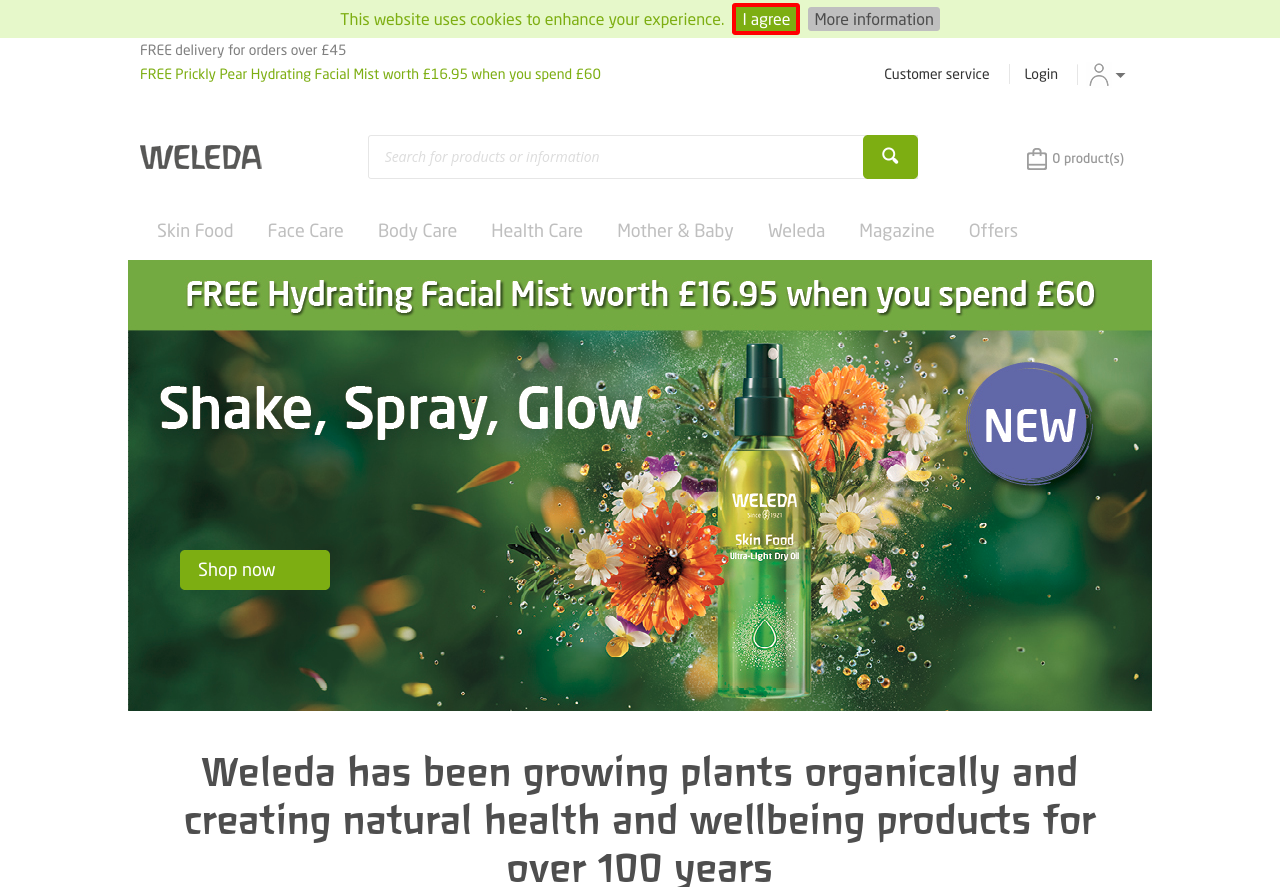 This website uses cookies to enhance your experience. I agree More information
FREE delivery for orders over £45
FREE Prickly Pear Hydrating Facial Mist worth £16.95 when you spend £60
Customer service Login
WELEDA
Search for products or information
0 product(s)
Skin Food Face Care Body Care Health Care Mother & Baby Weleda Magazine Offers
FREE Hydrating Facial Mist worth £16.95 when you spend £60
Shake, Spray, Glow
NEW
WELEDA
Since 1921
Skin Food
Ultra-Light Dry Oil
Shop now
Weleda has been growing plants organically and
creating natural health and wellbeing products for
over 100 years